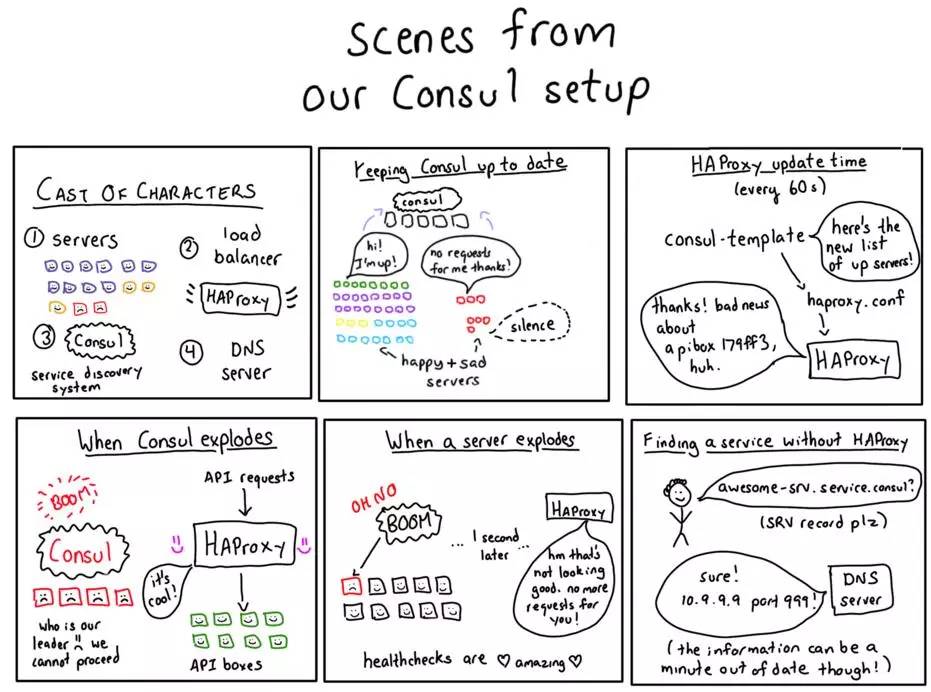 Scenes from
our Consul setup
CAST OF CHARACTERS
① servers
② load
balancer
HAProxy
③ Consul
service discovery
system
④ DNS
server
Keeping Consul up to date
consul
hi!
I'm up!
no requests
for me thanks!
silence
happy + sad
servers
HAProxy update time
(every 60s)
consul-template
here's the
new list
of up servers!
haproxy.conf
thanks! bad news
about
apibox 179ff3,
huh.
HAProxy
When Consul explodes
BOOM
Consul
who is our
leader we
cannot proceed
API requests
HAProxy
it's
cool!
API boxes
When a server explodes
OH NO
BOOM
... 1 second
later ...
HAProxy
hm that's
not looking
good. no more
requests for
you!
healthchecks are ♡ amazing ♡
Finding a service without HAProxy
awesome-srv.service.consul?
(SRV record plz)
sure!
10.9.9.9 port 999!
DNS
server
(the information can be a
minute out of date though!)